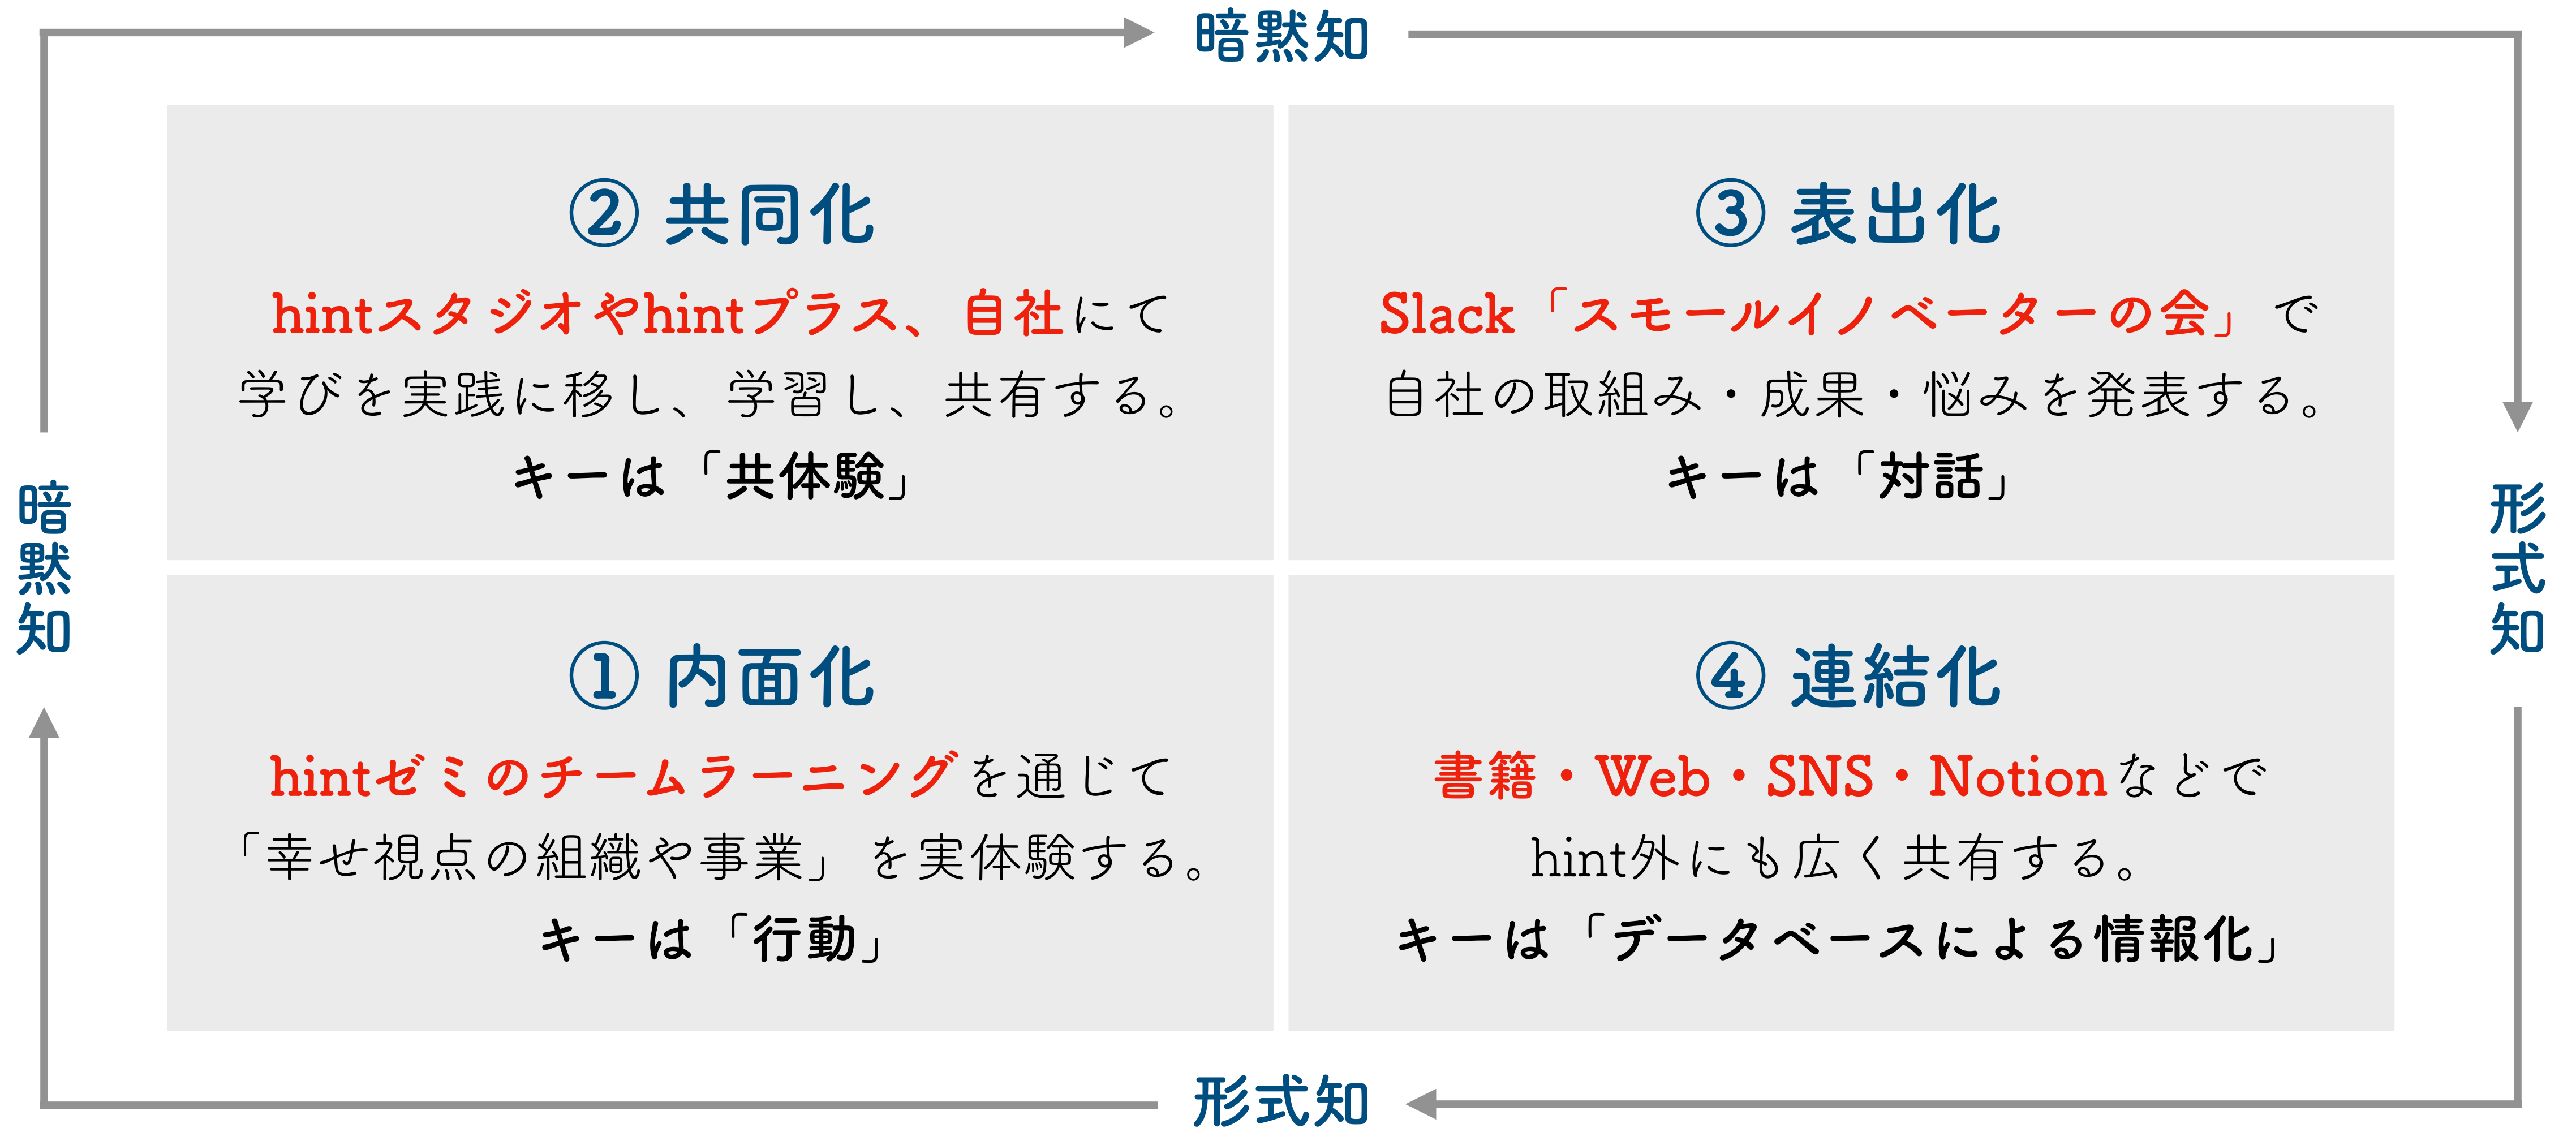 暗黙知
② 共同化
hintスタジオやhintプラス、自社にて
学びを実践に移し、学習し、共有する。
キーは「共体験」
③ 表出化
Slack「スモールイノベーターの会」で
自社の取組み・成果・悩みを発表する。
キーは「対話」
暗黙知
形式知
① 内面化
hintゼミのチームラーニングを通じて
「幸せ視点の組織や事業」を実体験する。
キーは「行動」
④ 連結化
書籍・Web・SNS・Notionなどで
hint外にも広く共有する。
キーは「データベースによる情報化」
形式知